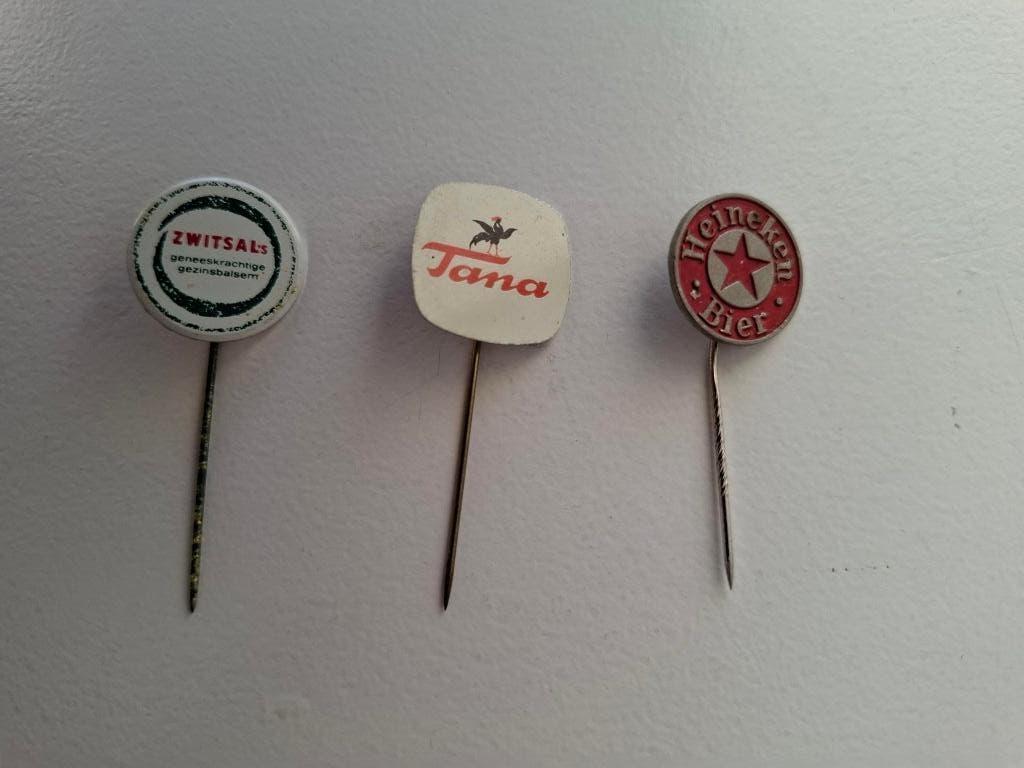 ZWITSAL's
geneeskrachtige
gezinsbalsem
Tana
Heineken
Bier